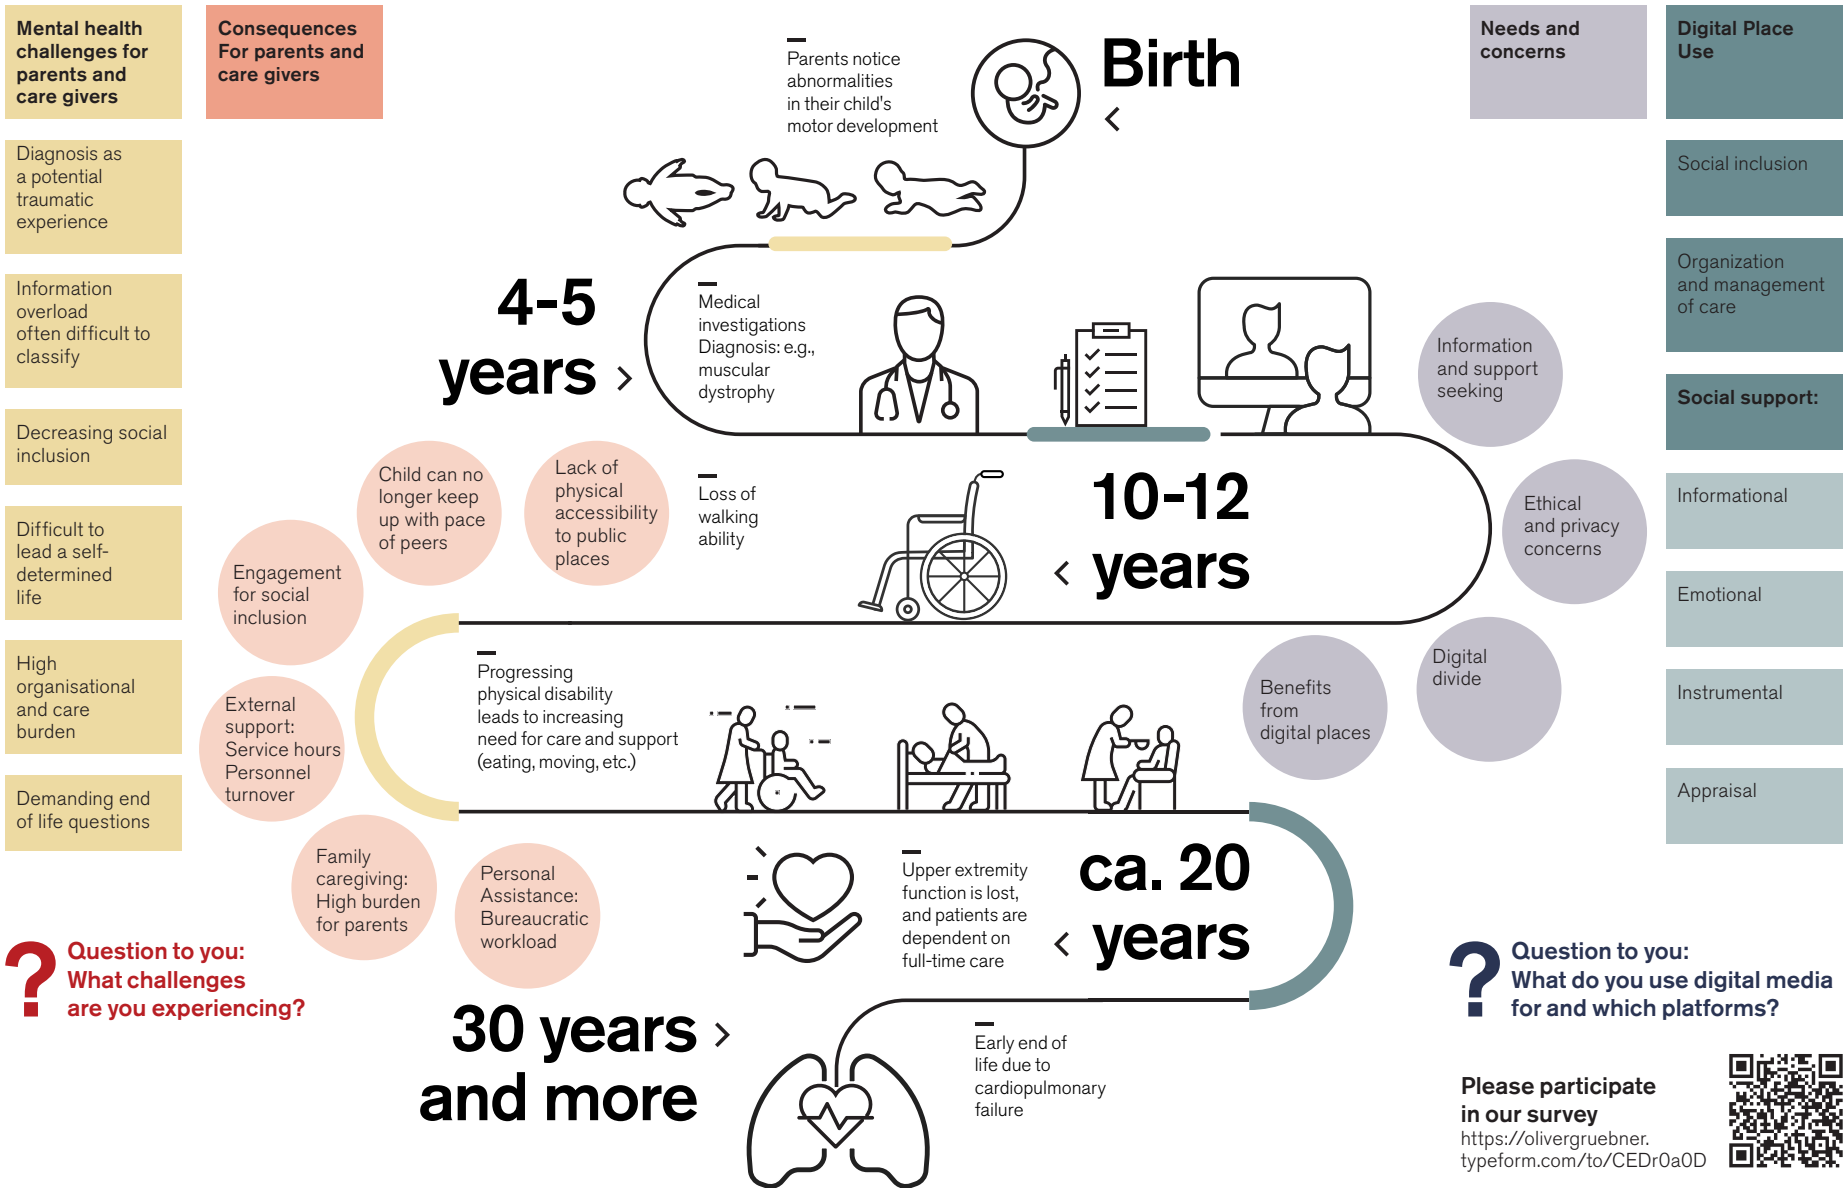 Mental health
challenges for
parents and
care givers
Diagnosis as
a potential
traumatic
experience
Information
overload
often difficult to
classify
Decreasing social
inclusion
Difficult to
lead a self-
determined
life
High
organisational
and care
burden
Demanding end
of life questions
Consequences
For parents and
care givers
Parents notice
abnormalities
in their child's
motor development
Birth
<
4-5
years >
Medical
investigations
Diagnosis: e.g.,
muscular
dystrophy
Child can no
longer keep
up with pace
of peers
Lack of
physical
accessibility
to public
places
Loss of
walking
ability
10-12
< years
Engagement
for social
inclusion
External
support:
Service hours
Personnel
turnover
Progressing
physical disability
leads to increasing
need for care and support
(eating, moving, etc.)
Family
caregiving:
High burden
for parents
Personal
Assistance:
Bureaucratic
workload
Upper extremity
function is lost,
and patients are
dependent on
full-time care
ca. 20
< years
30 years >
and more
Early end of
life due to
cardiopulmonary
failure
Needs and
concerns
Information
and support
seeking
Ethical
and privacy
concerns
Digital
divide
Benefits
from
digital places
Digital Place
Use
Social inclusion
Organization
and management
of care
Social support:
Informational
Emotional
Instrumental
Appraisal
? Question to you:
What challenges
are you experiencing?
? Question to you:
What do you use digital media
for and which platforms?
Please participate
in our survey
https://olivergruebner.
typeform.com/to/CEDr0a0D